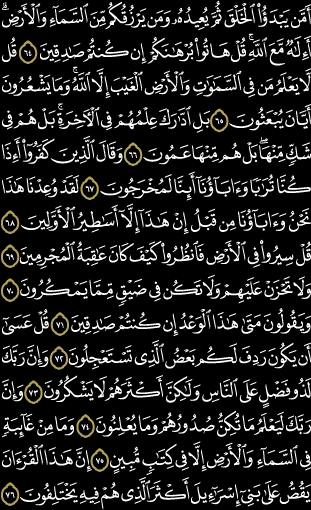 أَمَّن يَبْدَؤُا۟ ٱلْخَلْقَ ثُمَّ يُعِيدُهُۥ وَمَن يَرْزُقُكُم مِّنَ ٱلسَّمَآءِ وَٱلْأَرْضِ ۗ
أَءِلَٰهٌ مَّعَ ٱللَّهِ ۚ قُلْ هَاتُوا۟ بُرْهَٰنَكُمْ إِن كُنتُمْ صَٰدِقِينَ ٦٤ قُل
لَّا يَعْلَمُ مَن فِى ٱلسَّمَٰوَٰتِ وَٱلْأَرْضِ ٱلْغَيْبَ إِلَّا ٱللَّهُ ۚ وَمَا يَشْعُرُونَ
أَيَّانَ يُبْعَثُونَ ٦٥ بَلِ ٱدَّٰرَكَ عِلْمُهُمْ فِى ٱلْءَاخِرَةِ ۚ بَلْ هُمْ فِى
شَكٍّ مِّنْهَا ۖ بَلْ هُم مِّنْهَا عَمُونَ ٦٦ وَقَالَ ٱلَّذِينَ كَفَرُوٓا۟ أَءِذَا
كُنَّا تُرَٰبًا وَءَابَآؤُنَآ أَئِنَّا لَمُخْرَجُونَ ٦٧ لَقَدْ وُعِدْنَا هَٰذَا
نَحْنُ وَءَابَآؤُنَا مِن قَبْلُ إِنْ هَٰذَآ إِلَّآ أَسَٰطِيرُ ٱلْأَوَّلِينَ ٦٨
قُلْ سِيرُوا۟ فِى ٱلْأَرْضِ فَٱنظُرُوا۟ كَيْفَ كَانَ عَٰقِبَةُ ٱلْمُجْرِمِينَ ٦٩
وَلَا تَحْزَنْ عَلَيْهِمْ وَلَا تَكُن فِى ضَيْقٍ مِّمَّا يَمْكُرُونَ ٧٠
وَيَقُولُونَ مَتَىٰ هَٰذَا ٱلْوَعْدُ إِن كُنتُمْ صَٰدِقِينَ ٧١ قُلْ عَسَىٰٓ
أَن يَكُونَ رَدِفَ لَكُم بَعْضُ ٱلَّذِى تَسْتَعْجِلُونَ ٧٢ وَإِنَّ رَبَّكَ
لَذُو فَضْلٍ عَلَى ٱلنَّاسِ وَلَٰكِنَّ أَكْثَرَهُمْ لَا يَشْكُرُونَ ٧٣ وَإِنَّ
رَبَّكَ لَيَعْلَمُ مَا تُكِنُّ صُدُورُهُمْ وَمَا يُعْلِنُونَ ٧٤ وَمَا مِنْ غَآئِبَةٍ
فِى ٱلسَّمَآءِ وَٱلْأَرْضِ إِلَّا فِى كِتَٰبٍ مُّبِينٍ ٧٥ إِنَّ هَٰذَا ٱلْقُرْءَانَ
يَقُصُّ عَلَىٰ بَنِىٓ إِسْرَٰٓءِيلَ أَكْثَرَ ٱلَّذِى هُمْ فِيهِ يَخْتَلِفُونَ ٧٦